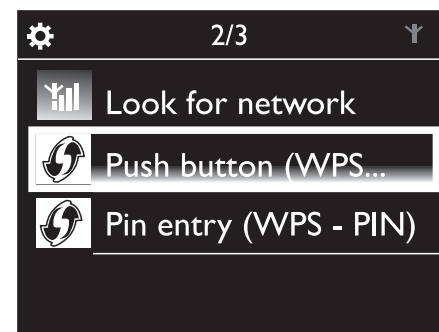 2/3
Look for network
Push button (WPS...
Pin entry (WPS - PIN)